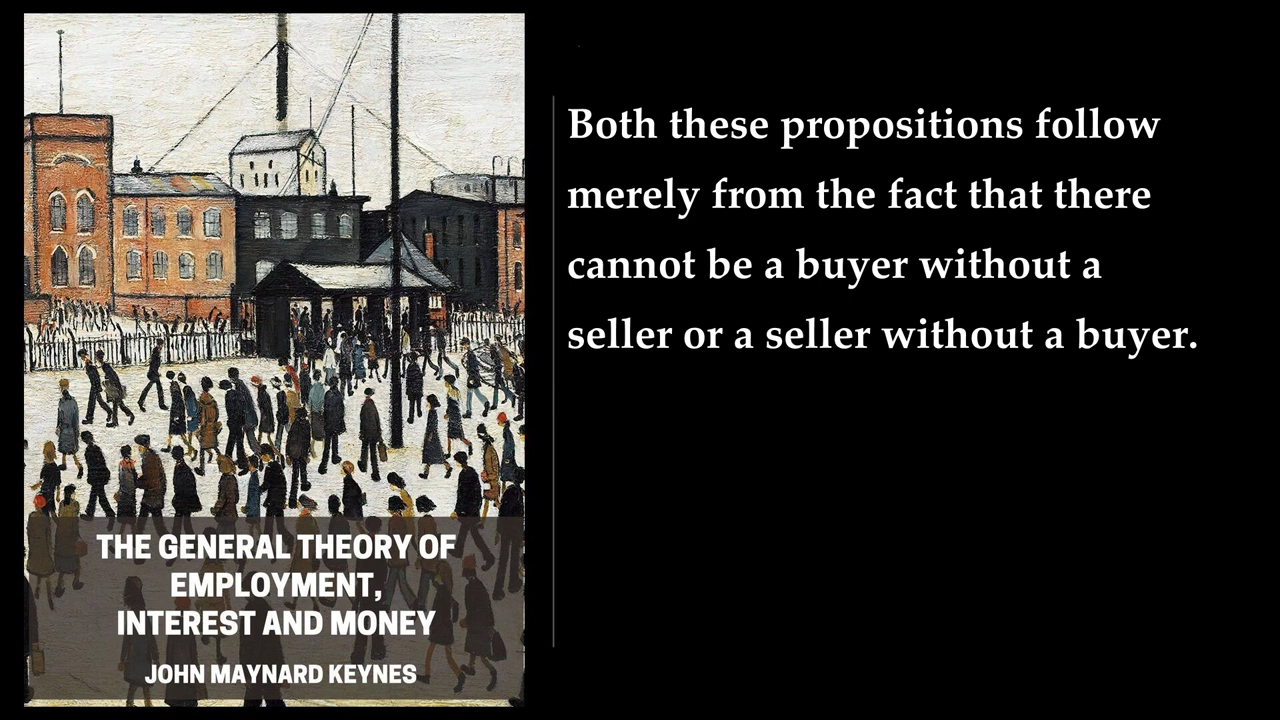 THE GENERAL THEORY OF
EMPLOYMENT,
INTEREST AND MONEY
JOHN MAYNARD KEYNES
Both these propositions follow
merely from the fact that there
cannot be a buyer without a
seller or a seller without a buyer.